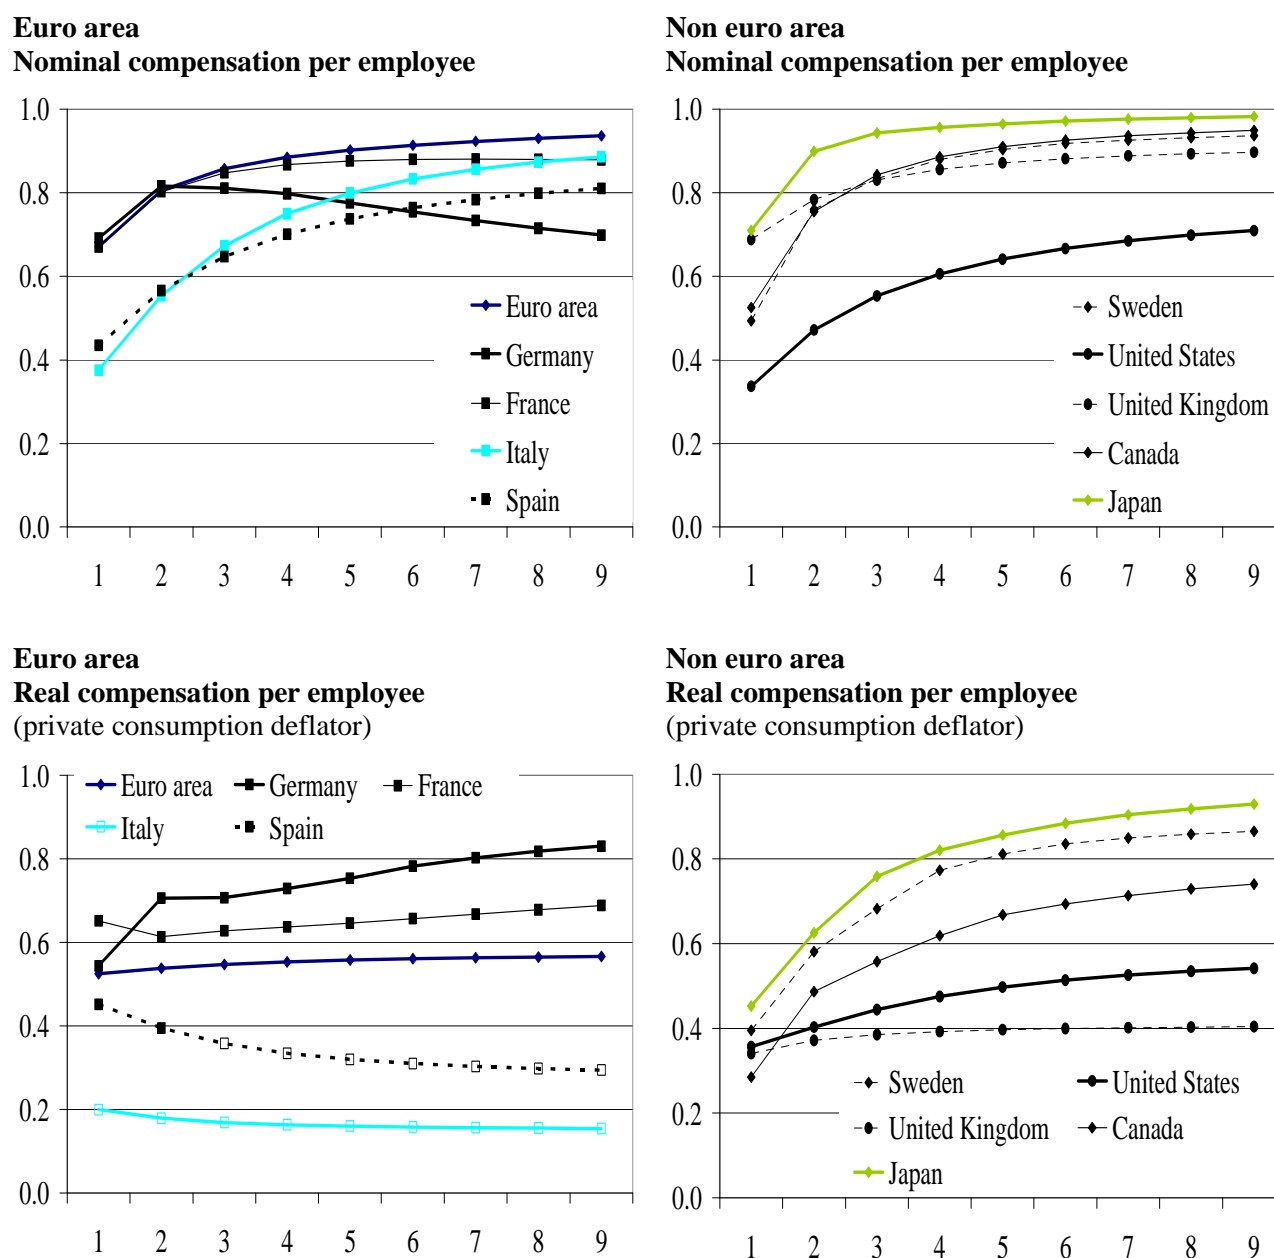 Euro area
Nominal compensation per employee
1.0
0.8
0.6
0.4
0.2
0.0
1 2 3 4 5 6 7 8 9
Euro area
Germany
France
Italy
Spain
Non euro area
Nominal compensation per employee
1.0
0.8
0.6
0.4
0.2
0.0
1 2 3 4 5 6 7 8 9
Sweden
United States
United Kingdom
Canada
Japan
Euro area
Real compensation per employee
(private consumption deflator)
1.0
0.8
0.6
0.4
0.2
0.0
1 2 3 4 5 6 7 8 9
Euro area Germany France
Italy Spain
Non euro area
Real compensation per employee
(private consumption deflator)
1.0
0.8
0.6
0.4
0.2
0.0
1 2 3 4 5 6 7 8 9
Sweden United States
United Kingdom Canada
Japan